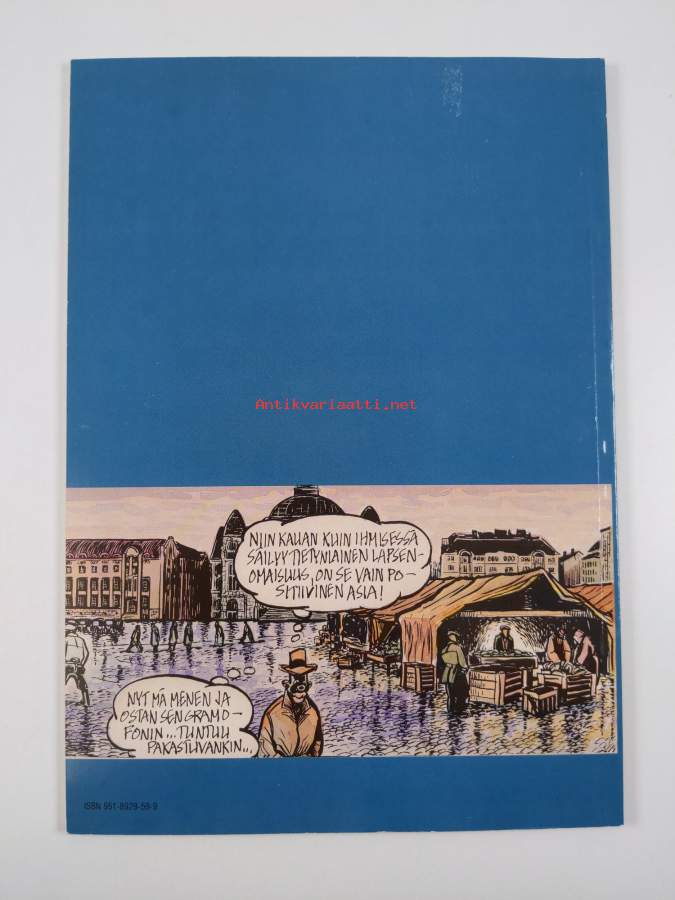 Antikvariaatti.net
NIIN KAUAN KUIN IHMISESSÄ
SÄILYY TIETYNLAINEN LAPSEN-
OMAISUUS, ON SE VAIN PO-
SITIIVINEN ASIA!
NYT MÄ MENEN JA
OSTAN SEN GRAMO-
FONIN... TUNTUU
PAKASTUVANKIN...
ISBN 951-8929-59-9